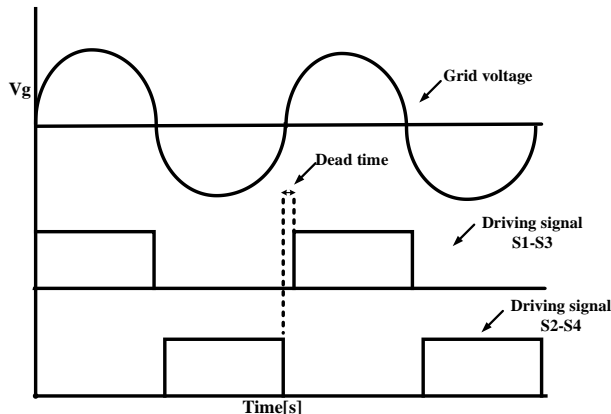 Vg
Grid voltage
Dead time
Driving signal
S1-S3
Driving signal
S2-S4
Time[s]